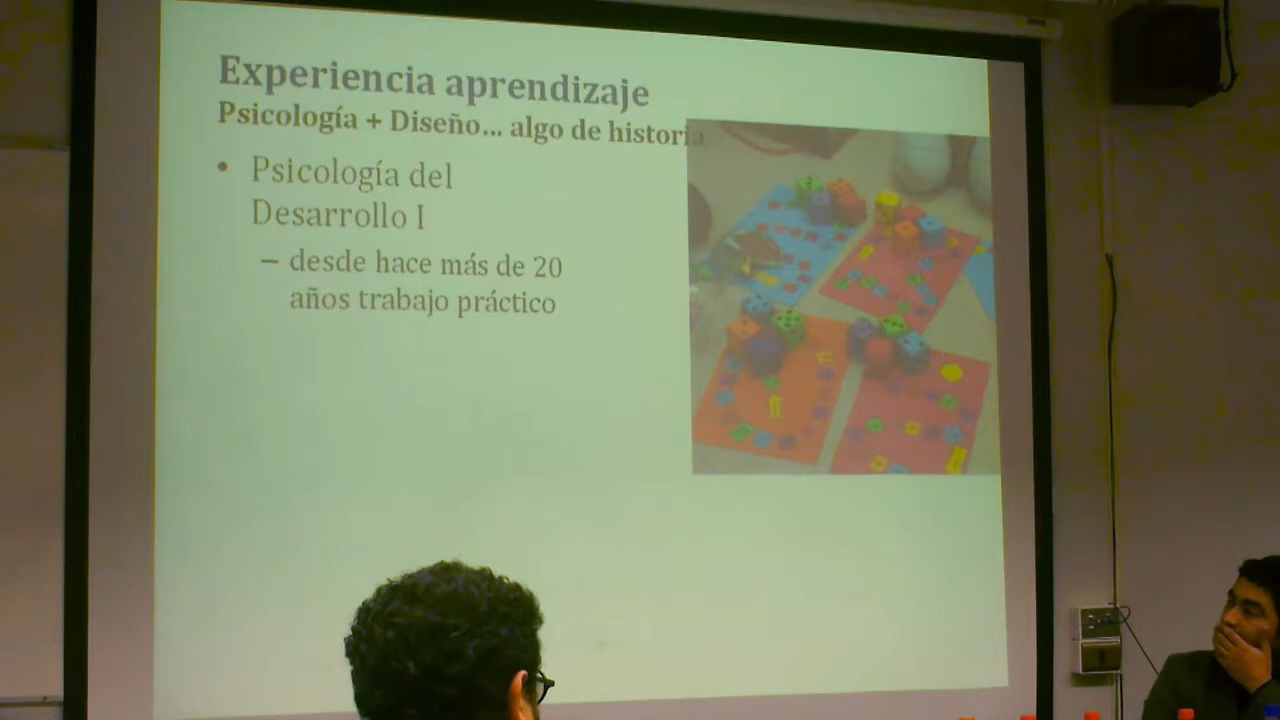 Experiencia aprendizaje
Psicología + Diseño... algo de historia
• Psicología del
Desarrollo I
– desde hace más de 20
años trabajo práctico